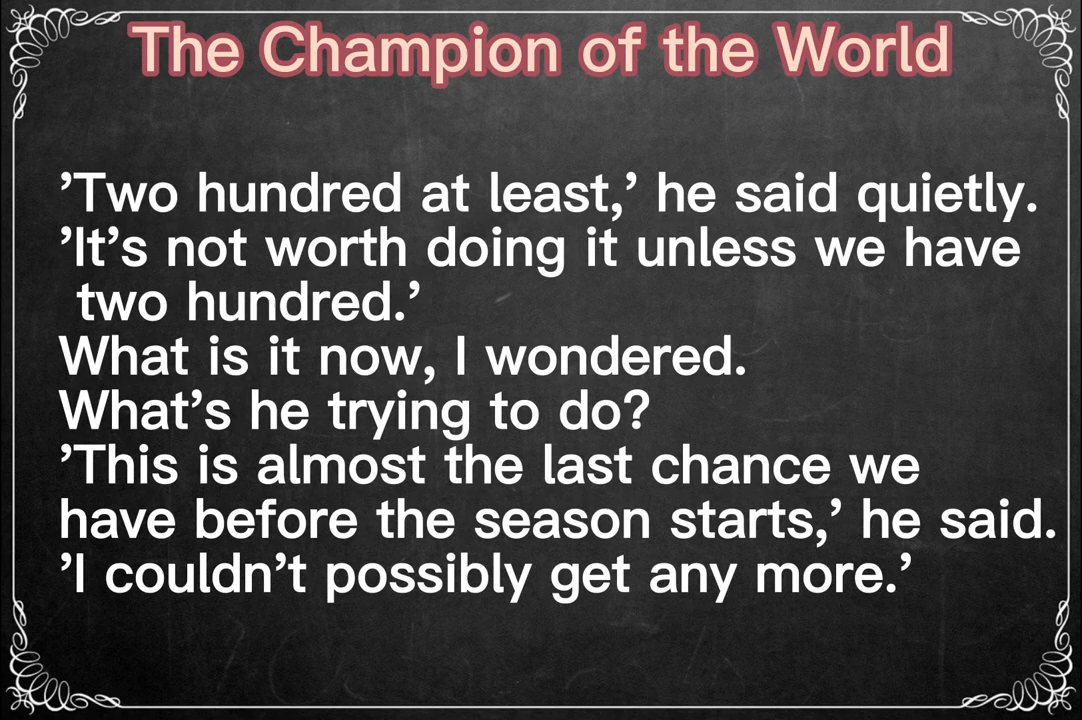 The Champion of the World
’Two hundred at least,’ he said quietly.
’It’s not worth doing it unless we have
two hundred.’
What is it now, I wondered.
What’s he trying to do?
’This is almost the last chance we
have before the season starts,’ he said.
’I couldn’t possibly get any more.’